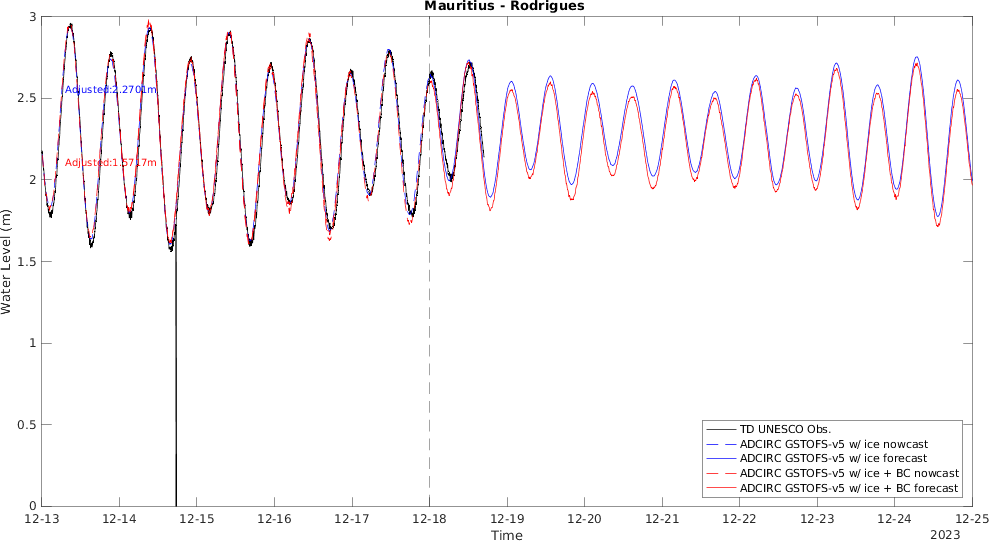 Mauritius - Rodrigues
3
2.5
2
1.5
1
0.5
0
Water Level (m)
Adjusted:2.2701m
Adjusted:1.5717m
TD UNESCO Obs.
ADCIRC GSTOFS-v5 w/ ice nowcast
ADCIRC GSTOFS-v5 w/ ice forecast
ADCIRC GSTOFS-v5 w/ ice + BC nowcast
ADCIRC GSTOFS-v5 w/ ice + BC forecast
12-13 12-14 12-15 12-16 12-17 12-18 12-19 12-20 12-21 12-22 12-23 12-24 12-25
Time
2023